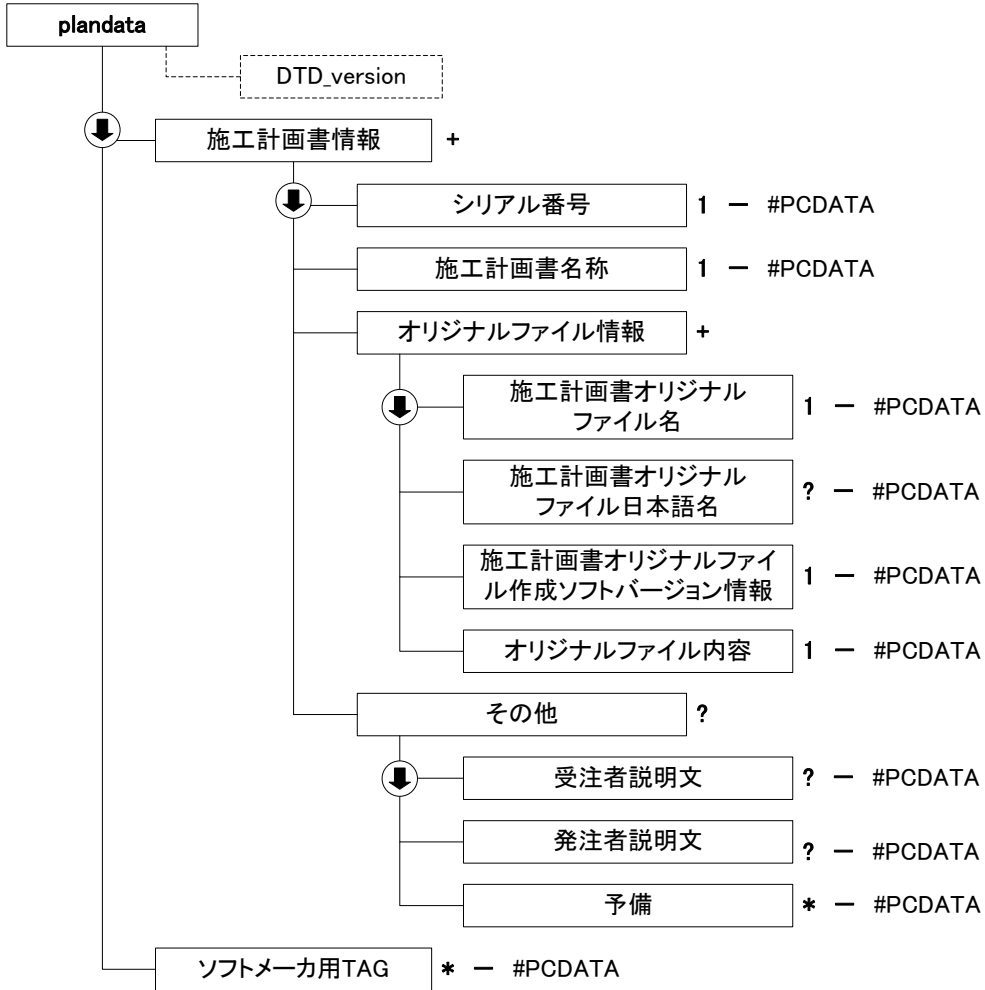 plandata
DTD_version
施工計画書情報 +
シリアル番号 1 ー #PCDATA
施工計画書名称 1 ー #PCDATA
オリジナルファイル情報 +
施工計画書オリジナル
ファイル名 1 ー #PCDATA
施工計画書オリジナル
ファイル日本語名 ? ー #PCDATA
施工計画書オリジナルファイ
ル作成ソフトバージョン情報 1 ー #PCDATA
オリジナルファイル内容 1 ー #PCDATA
その他 ?
受注者説明文 ? ー #PCDATA
発注者説明文 ? ー #PCDATA
予備 * ー #PCDATA
ソフトメーカ用TAG * ー #PCDATA